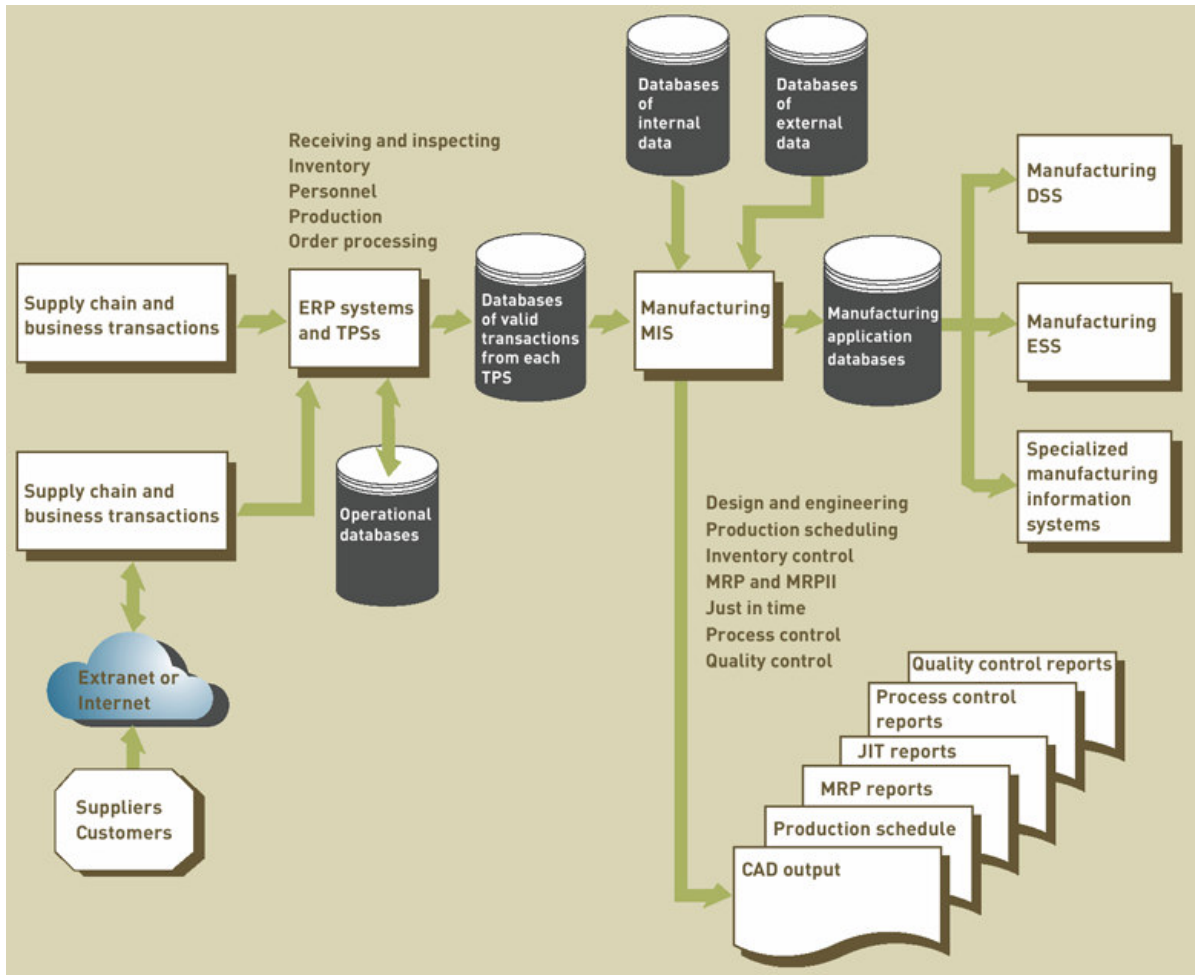 Databases
of
internal
data
Databases
of
external
data
Receiving and inspecting
Inventory
Personnel
Production
Order processing
Manufacturing
DSS
Supply chain and
business transactions
ERP systems
and TPSs
Databases
of valid
transactions
from each
TPS
Manufacturing
MIS
Manufacturing
application
databases
Manufacturing
ESS
Supply chain and
business transactions
Operational
databases
Specialized
manufacturing
information
systems
Design and engineering
Production scheduling
Inventory control
MRP and MRPII
Just in time
Process control
Quality control
Extranet or
Internet
Suppliers
Customers
Quality control reports
Process control
reports
JIT reports
MRP reports
Production schedule
CAD output